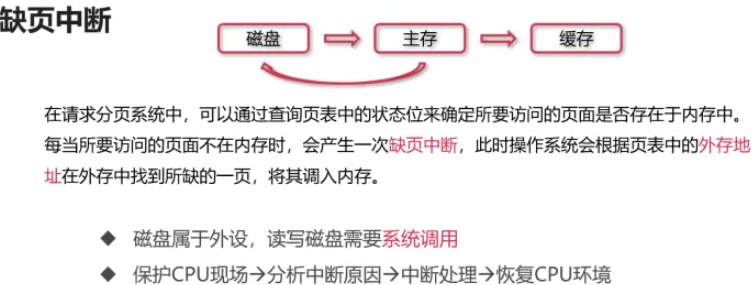 缺页中断
磁盘 主存 缓存
在请求分页系统中，可以通过查询页表中的状态位来确定所要访问的页面是否存在于内存中。
每当所要访问的页面不在内存时，会产生一次缺页中断，此时操作系统会根据页表中的外存地
址在外存中找到所缺的一页，将其调入内存。
◆ 磁盘属于外设，读写磁盘需要系统调用
◆ 保护CPU现场→分析中断原因→中断处理→恢复CPU环境